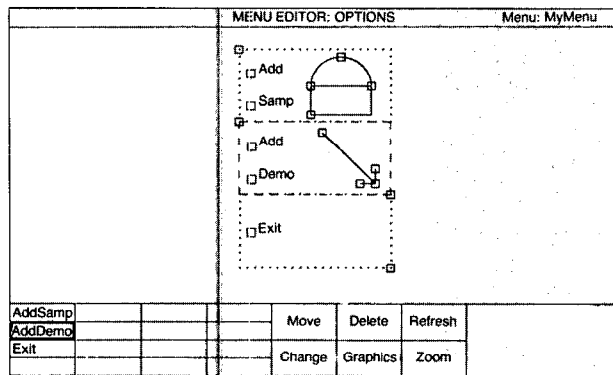 MENU EDITOR: OPTIONS Menu: MyMenu
Add
Samp
Add
Demo
Exit
AddSamp Move Delete Refresh
AddDemo
Exit Change Graphics Zoom